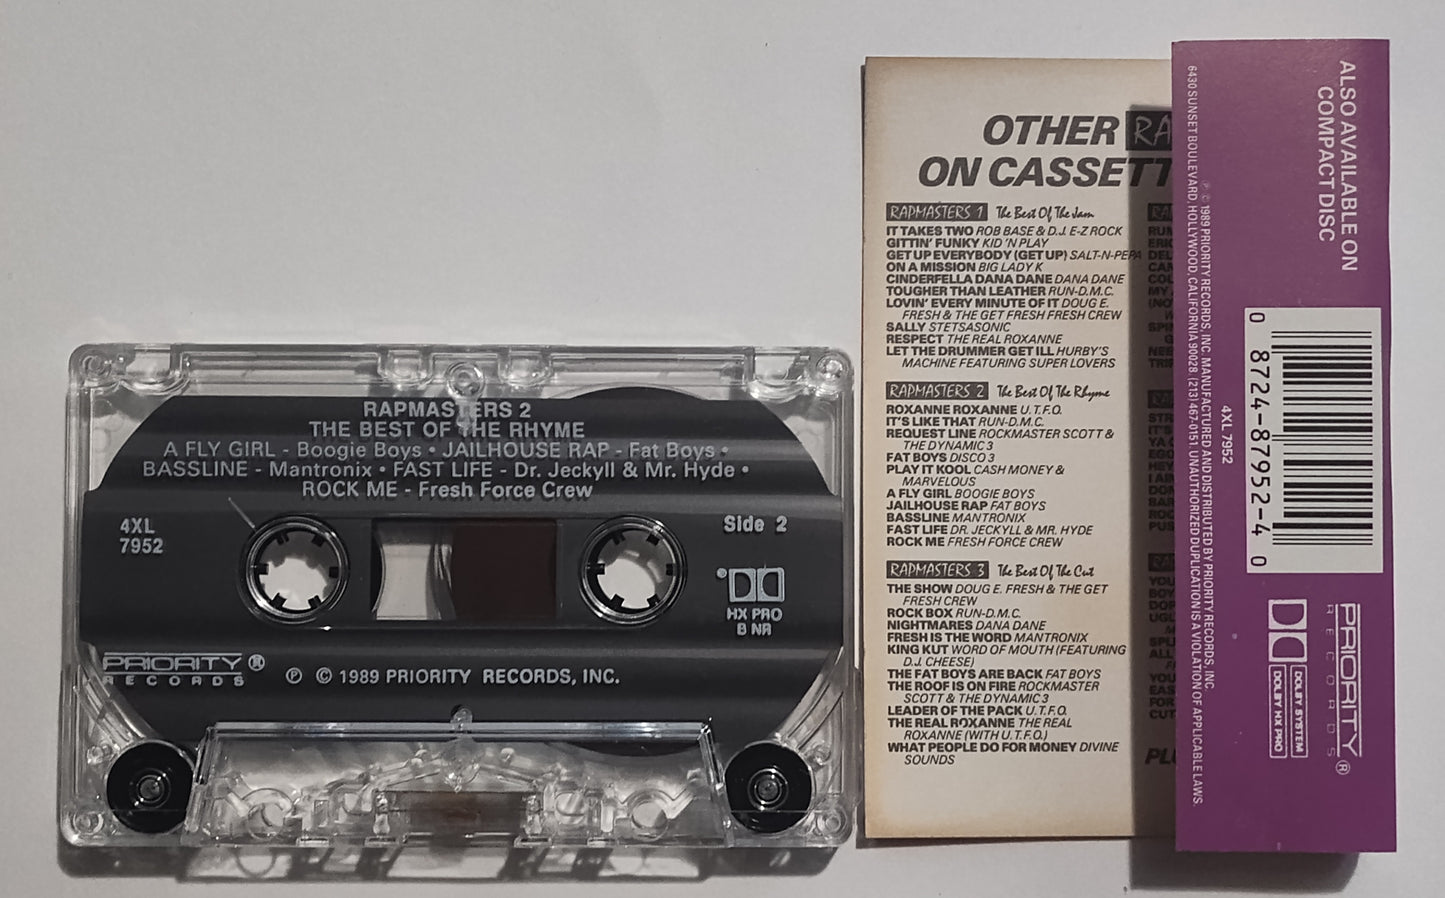 RAPMASTERS 2
THE BEST OF THE RHYME
A FLY GIRL - Boogie Boys • JAILHOUSE RAP - Fat Boys •
BASSLINE - Mantronix • FAST LIFE - Dr. Jeckyll & Mr. Hyde •
ROCK ME - Fresh Force Crew
4XL
7952
Side 2
HX PRO
B NR
PRIORITY ®
RECORDS
℗ © 1989 PRIORITY RECORDS, INC.
OTHER RA
ON CASSETT
RAPMASTERS 1 The Best Of The Jam
IT TAKES TWO ROB BASE & D.J. E-Z ROCK
GITTIN' FUNKY KID 'N PLAY
GET UP EVERYBODY (GET UP) SALT-N-PEPA
ON A MISSION BIG LADY K
CINDERFELLA DANA DANE DANA DANE
TOUGHER THAN LEATHER RUN-D.M.C.
LOVIN' EVERY MINUTE OF IT DOUG E.
FRESH & THE GET FRESH FRESH CREW
SALLY STETSASONIC
RESPECT THE REAL ROXANNE
LET THE DRUMMER GET ILL HURBY'S
MACHINE FEATURING SUPER LOVERS
RAPMASTERS 2 The Best Of The Rhyme
ROXANNE ROXANNE U.T.F.O.
IT'S LIKE THAT RUN-D.M.C.
REQUEST LINE ROCKMASTER SCOTT &
THE DYNAMIC 3
FAT BOYS DISCO 3
PLAY IT KOOL CASH MONEY &
MARVELOUS
A FLY GIRL BOOGIE BOYS
JAILHOUSE RAP FAT BOYS
BASSLINE MANTRONIX
FAST LIFE DR. JECKYLL & MR. HYDE
ROCK ME FRESH FORCE CREW
RAPMASTERS 3 The Best Of The Cut
THE SHOW DOUG E. FRESH & THE GET
FRESH CREW
ROCK BOX RUN-D.M.C.
NIGHTMARES DANA DANE
FRESH IS THE WORD MANTRONIX
KING KUT WORD OF MOUTH (FEATURING
D.J. CHEESE)
THE FAT BOYS ARE BACK FAT BOYS
THE ROOF IS ON FIRE ROCKMASTER
SCOTT & THE DYNAMIC 3
LEADER OF THE PACK U.T.F.O.
THE REAL ROXANNE THE REAL
ROXANNE (WITH U.T.F.O.)
WHAT PEOPLE DO FOR MONEY DIVINE
SOUNDS
ALSO AVAILABLE ON
COMPACT DISC
0 8724-87952-4 0
PRIORITY ®
RECORDS
DOLBY SYSTEM
DOLBY HX PRO
4XL 7952
℗ © 1989 PRIORITY RECORDS, INC. MANUFACTURED AND DISTRIBUTED BY PRIORITY RECORDS, INC.
6430 SUNSET BOULEVARD, HOLLYWOOD, CALIFORNIA 90028. (213) 467-0151. UNAUTHORIZED DUPLICATION IS A VIOLATION OF APPLICABLE LAWS.